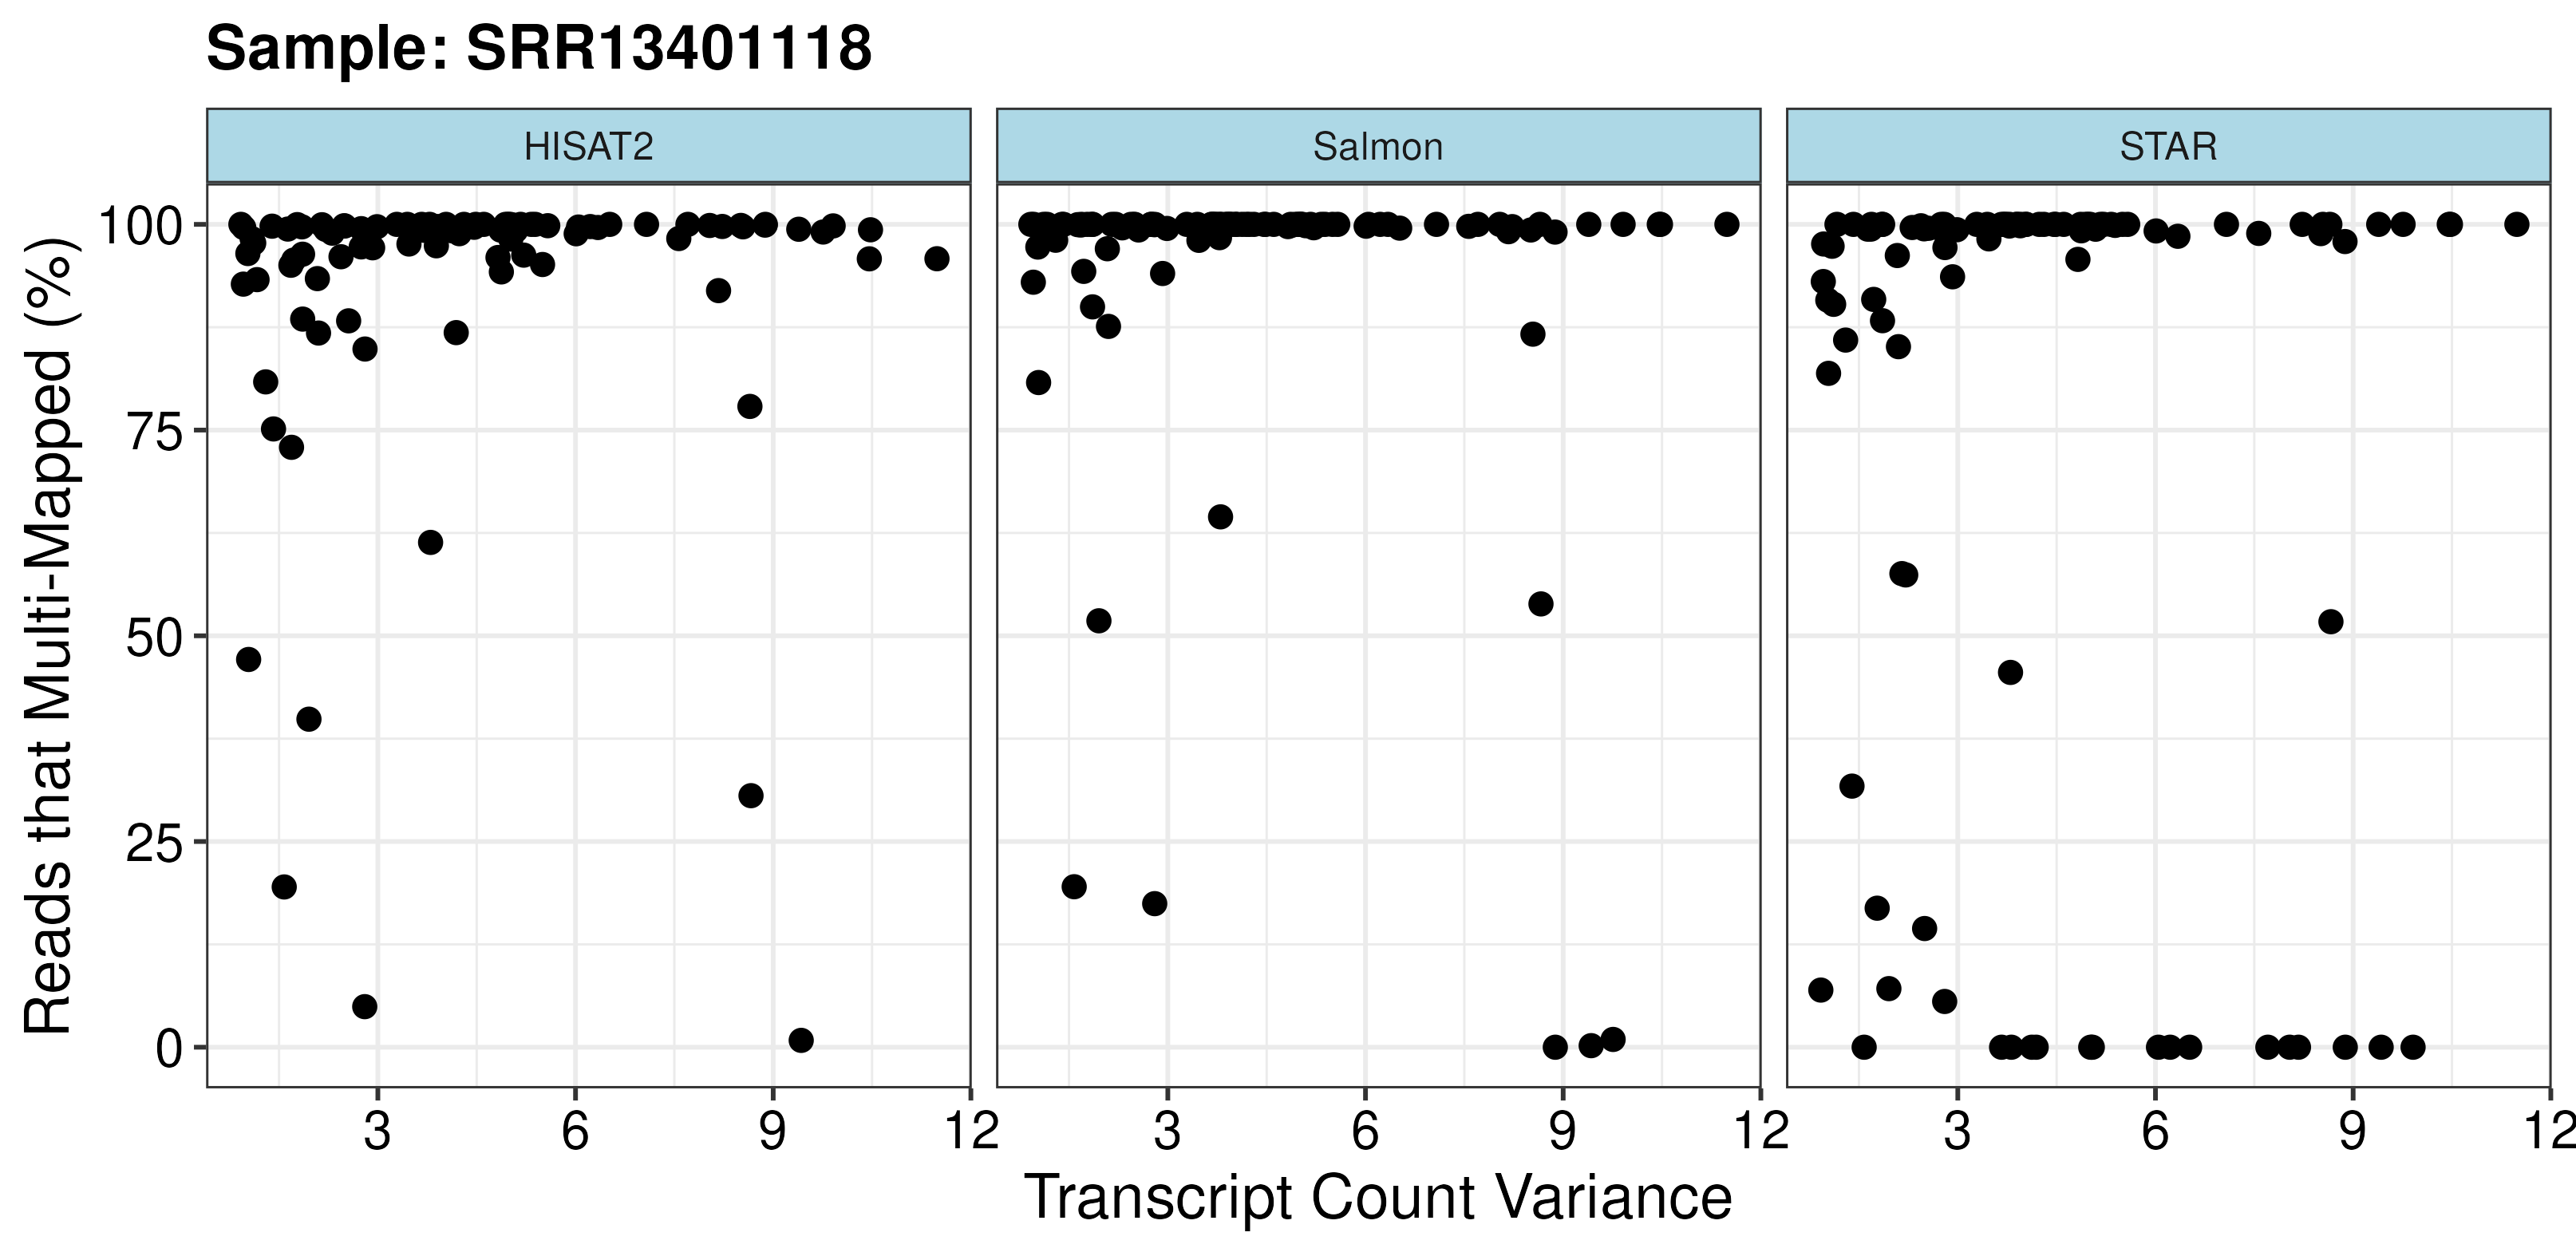 Sample: SRR13401118
HISAT2
Salmon
STAR
Reads that Multi-Mapped (%)
100
75
50
25
0
3 6 9 12
3 6 9 12
3 6 9 12
Transcript Count Variance